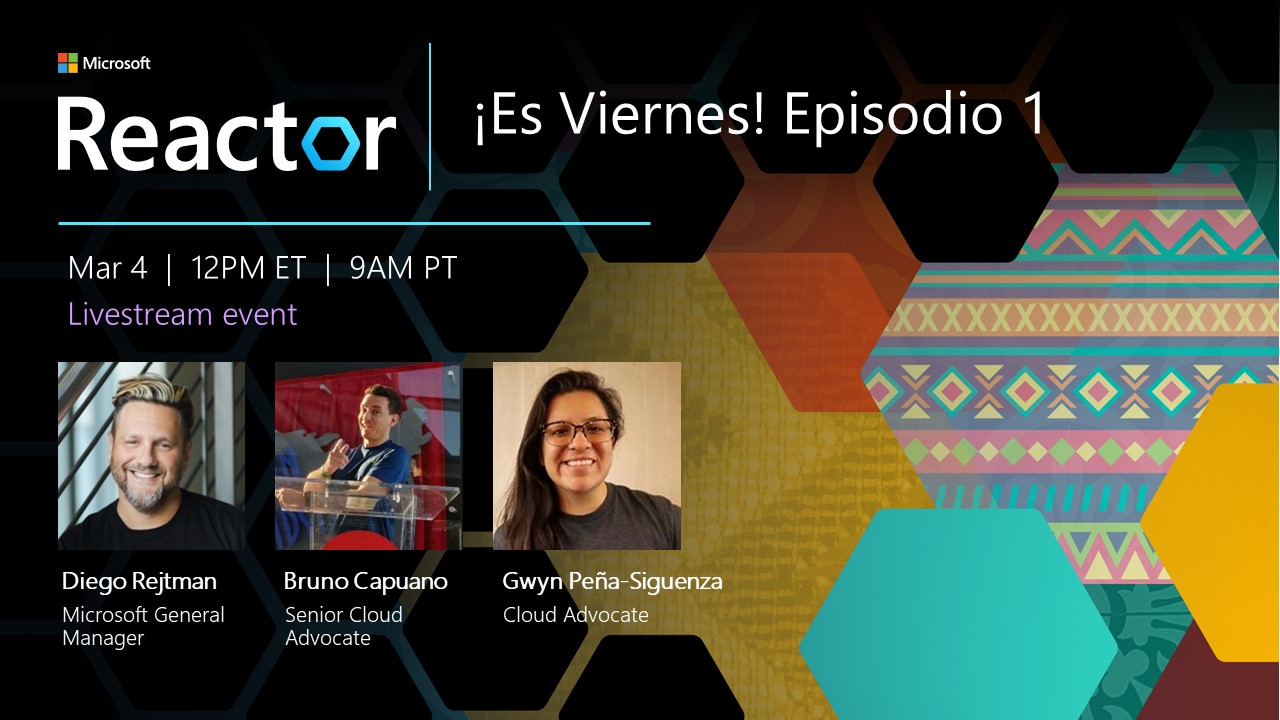 Microsoft
Reactor
¡Es Viernes! Episodio 1
Mar 4 | 12PM ET | 9AM PT
Livestream event
Diego Rejtman
Microsoft General
Manager
Bruno Capuano
Senior Cloud
Advocate
Gwyn Peña-Siguenza
Cloud Advocate